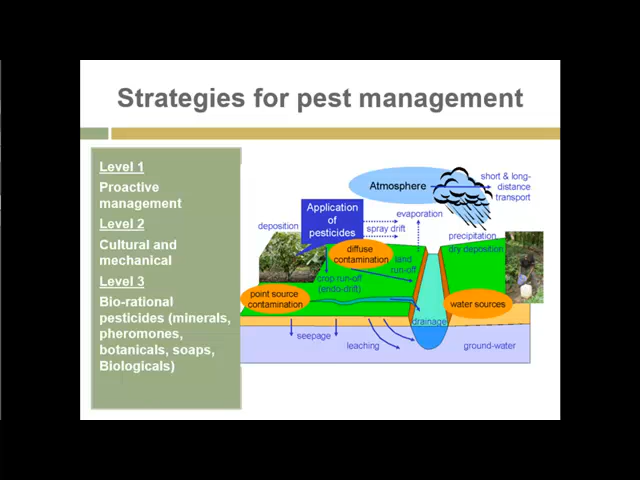 Strategies for pest management
Level 1
Proactive
management
Level 2
Cultural and
mechanical
Level 3
Bio-rational
pesticides (minerals,
pheromones,
botanicals, soaps,
Biologicals)
Atmosphere
short & long-
distance
transport
Application
of
pesticides
deposition
evaporation
spray drift
precipitation
dry deposition
diffuse
contamination
land
run-off
crop run-off
(endo-drift)
point source
contamination
water sources
drainage
seepage
leaching
ground-water